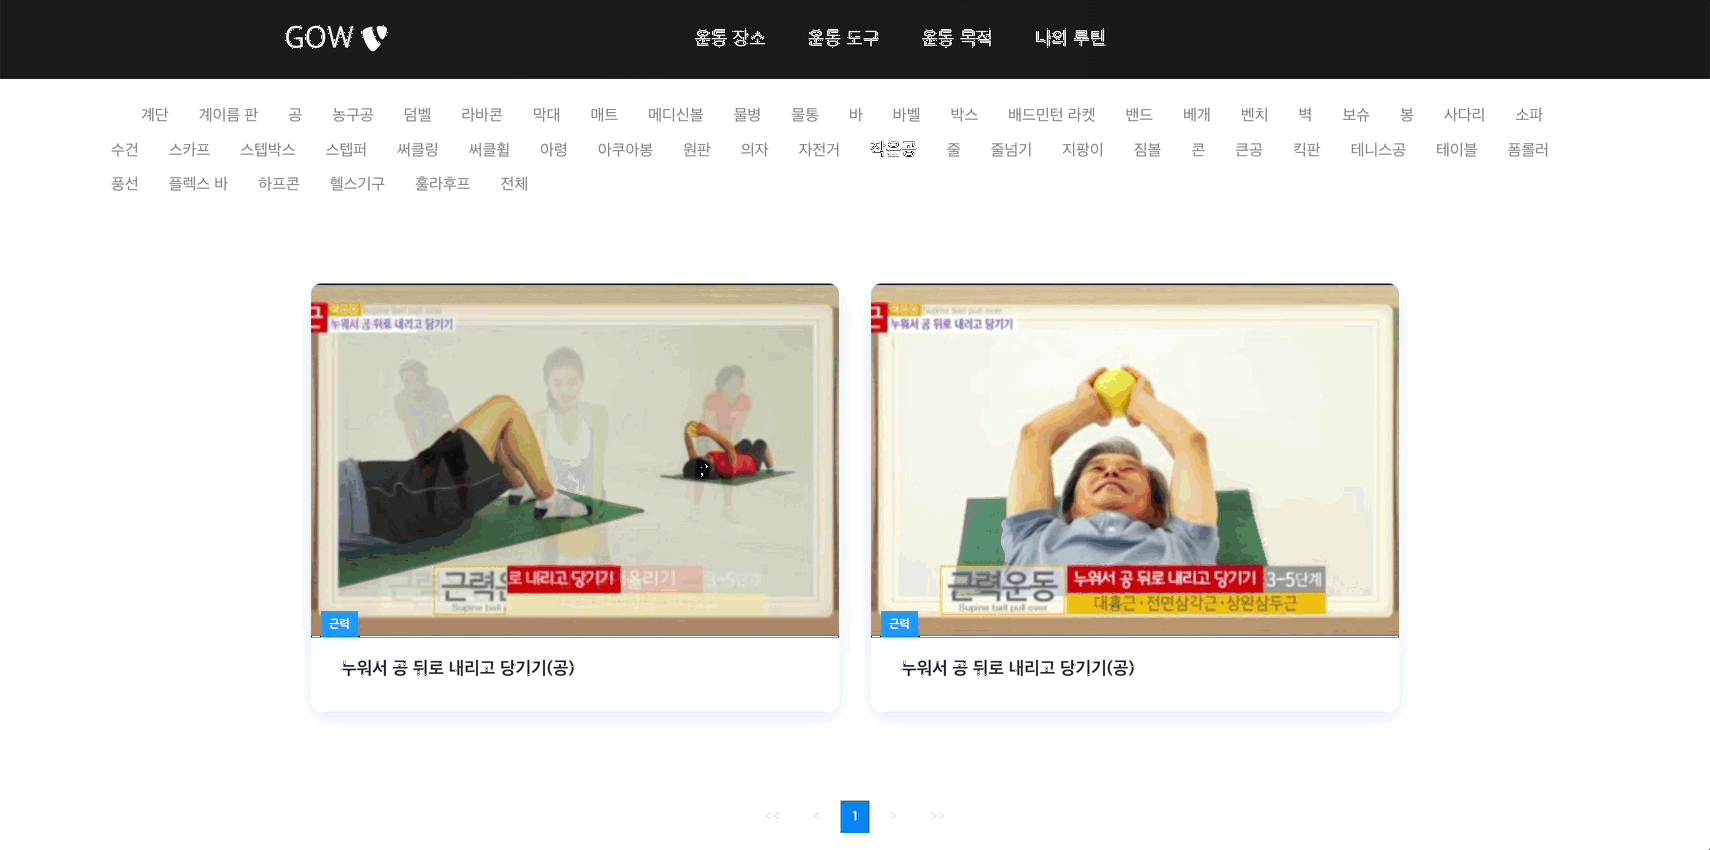 GOW
운동 장소 운동 도구 운동 목적 나의 루틴
계단 계이름 판 공 농구공 덤벨 라바콘 막대 매트 메디신볼 물병 물통 바 바벨 박스 배드민턴 라켓 밴드 베개 벤치 벽 보슈 봉 사다리 소파
수건 스카프 스텝박스 스텝퍼 써클링 써클휠 아령 아쿠아봉 원판 의자 자전거 작은공 줄 줄넘기 지팡이 짐볼 콘 큰공 킥판 테니스공 테이블 폼롤러
풍선 플렉스 바 하프콘 헬스기구 훌라후프 전체
Supine ball pull over
누워서 공 뒤로 내리고 당기기
근력운
로 내리고 당기기
3-5단계
Supine ball
근력
누워서 공 뒤로 내리고 당기기(공)
Supine ball pull over
누워서 공 뒤로 내리고 당기기
근력운동 누워서 공 뒤로 내리고 당기기 3-5단계
Supine ball pull over 대흉근·전면삼각근·상완삼두근
근력
누워서 공 뒤로 내리고 당기기(공)
<< < 1 > >>